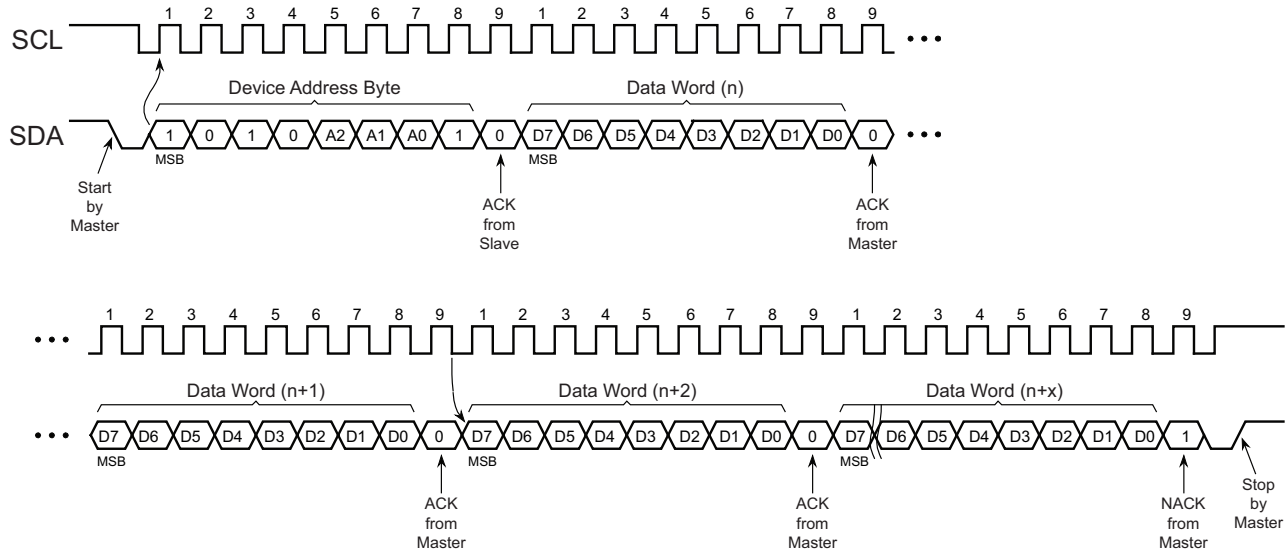 1 2 3 4 5 6 7 8 9 1 2 3 4 5 6 7 8 9
SCL
Device Address Byte Data Word (n)
SDA 1 0 1 0 A2 A1 A0 1 0 D7 D6 D5 D4 D3 D2 D1 D0 0
MSB MSB
Start
by
Master
ACK
from
Slave
ACK
from
Master
1 2 3 4 5 6 7 8 9 1 2 3 4 5 6 7 8 9 1 2 3 4 5 6 7 8 9
Data Word (n+1) Data Word (n+2) Data Word (n+x)
D7 D6 D5 D4 D3 D2 D1 D0 0 D7 D6 D5 D4 D3 D2 D1 D0 0 D7 D6 D5 D4 D3 D2 D1 D0 1
MSB MSB MSB
ACK
from
Master
ACK
from
Master
NACK
from
Master
Stop
by
Master